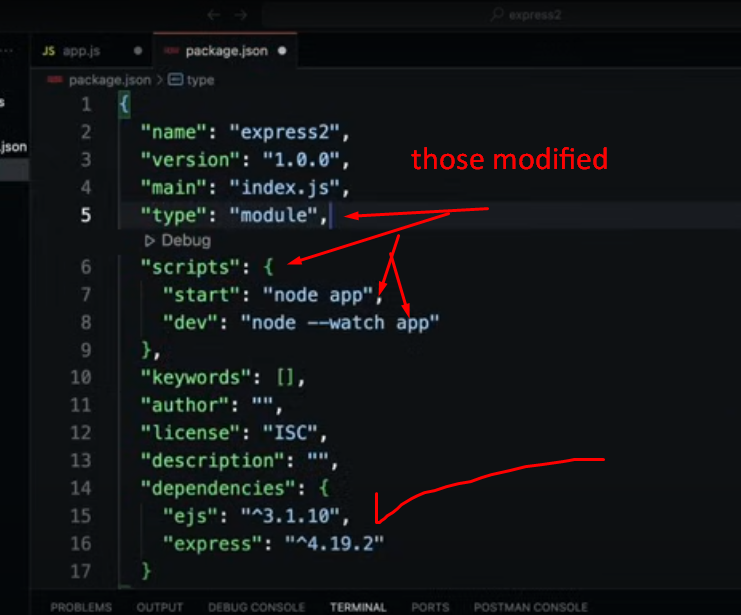 express2
JS app.js
package.json
package.json > type
s
.json
1 {
2 "name": "express2",
3 "version": "1.0.0",
those modified
4 "main": "index.js",
5 "type": "module",
Debug
6 "scripts": {
7 "start": "node app",
8 "dev": "node --watch app"
9 },
10 "keywords": [],
11 "author": "",
12 "license": "ISC",
13 "description": "",
14 "dependencies": {
15 "ejs": "^3.1.10",
16 "express": "^4.19.2"
17 }
PROBLEMS OUTPUT DEBUG CONSOLE TERMINAL PORTS POSTMAN CONSOLE